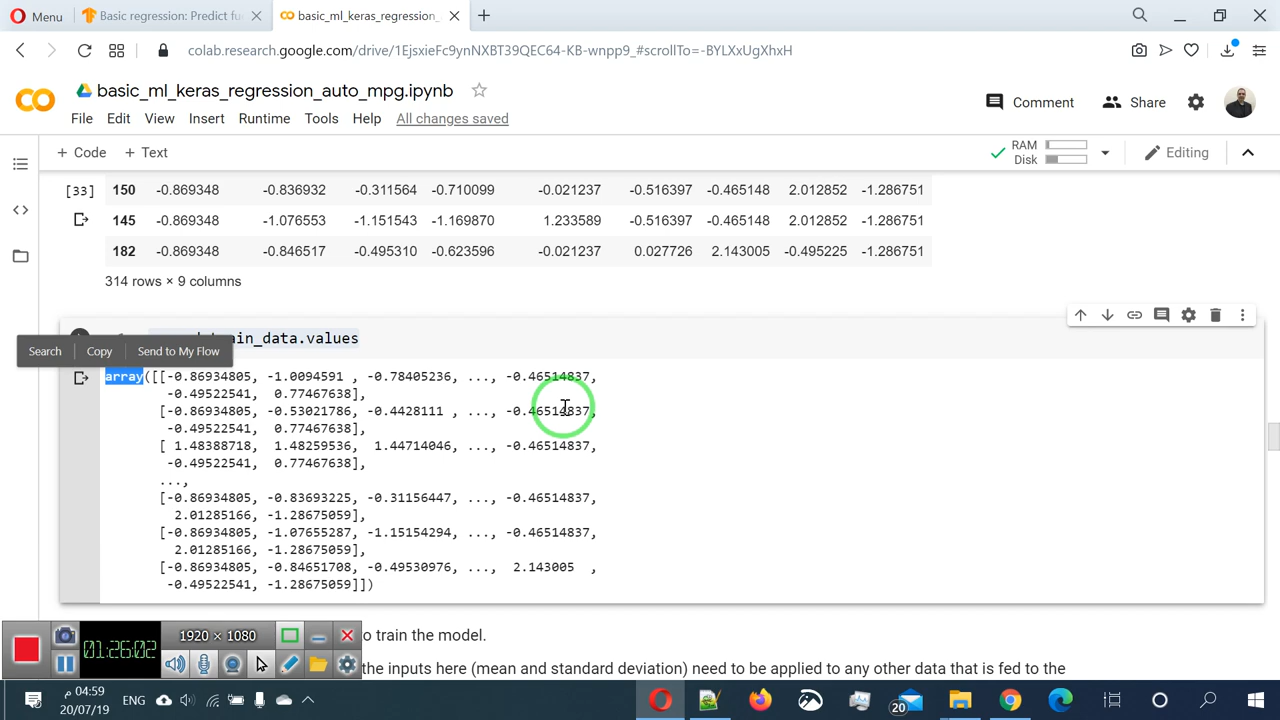 Menu
Basic regression: Predict fu
basic_ml_keras_regression_
colab.research.google.com/drive/1EjsxieFc9ynNXBT39QEC64-KB-wnpp9_#scrollTo=-BYLXxUgXhxH
basic_ml_keras_regression_auto_mpg.ipynb
Comment
Share
File Edit View Insert Runtime Tools Help All changes saved
+ Code + Text
RAM
Disk
Editing
[33]
150 -0.869348 -0.836932 -0.311564 -0.710099 -0.021237 -0.516397 -0.465148 2.012852 -1.286751
145 -0.869348 -1.076553 -1.151543 -1.169870 1.233589 -0.516397 -0.465148 2.012852 -1.286751
182 -0.869348 -0.846517 -0.495310 -0.623596 -0.021237 0.027726 2.143005 -0.495225 -1.286751
314 rows × 9 columns
ain_data.values
Search Copy Send to My Flow
array([[-0.86934805, -1.0094591 , -0.78405236, ..., -0.46514837,
-0.49522541, 0.77467638],
[-0.86934805, -0.53021786, -0.4428111 , ..., -0.46514837,
-0.49522541, 0.77467638],
[ 1.48388718, 1.48259536, 1.44714046, ..., -0.46514837,
-0.49522541, 0.77467638],
...,
[-0.86934805, -0.83693225, -0.31156447, ..., -0.46514837,
2.01285166, -1.28675059],
[-0.86934805, -1.07655287, -1.15154294, ..., -0.46514837,
2.01285166, -1.28675059],
[-0.86934805, -0.84651708, -0.49530976, ..., 2.143005 ,
-0.49522541, -1.28675059]])
o train the model.
the inputs here (mean and standard deviation) need to be applied to any other data that is fed to the
01:26:02
1920 × 1080
04:59 م
20/07/19
ENG
20